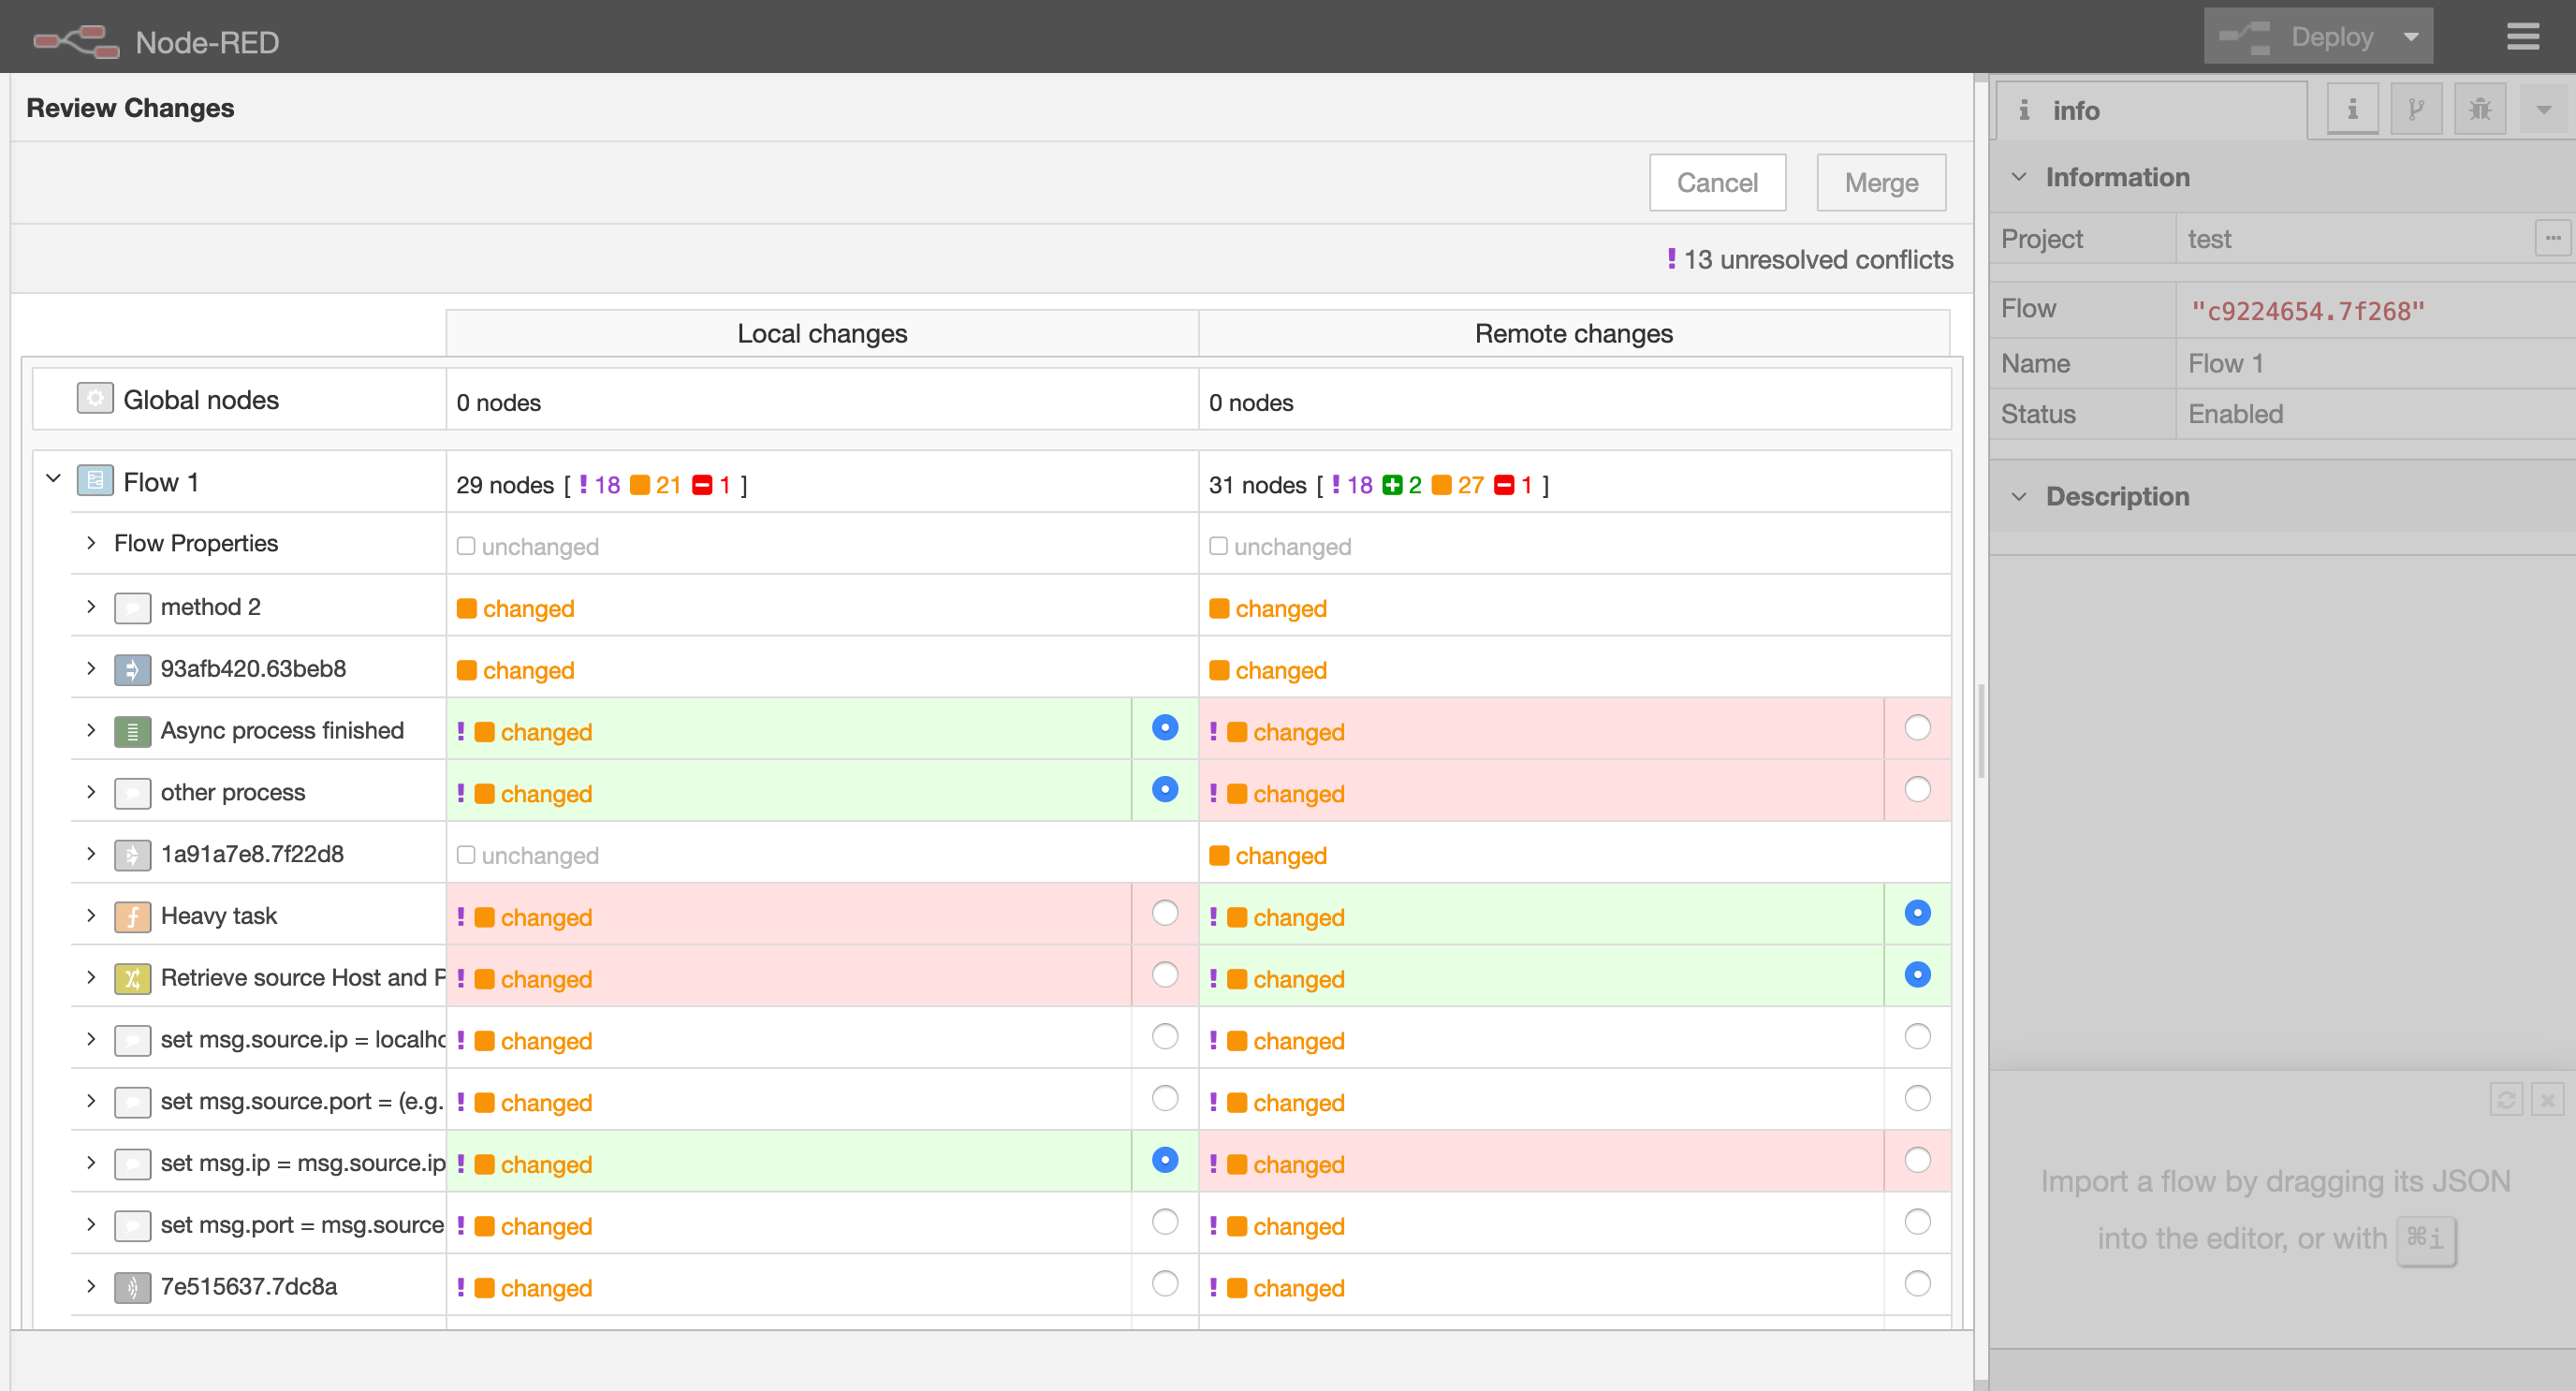 Node-RED
Deploy
Review Changes
info
Cancel Merge
Information
Project test
13 unresolved conflicts
Flow "c9224654.7f268"
Name Flow 1
Status Enabled
Description
Local changes Remote changes
Global nodes 0 nodes 0 nodes
Flow 1 29 nodes [ ! 18 21 1 ] 31 nodes [ ! 18 2 27 1 ]
Flow Properties unchanged unchanged
method 2 changed changed
93afb420.63beb8 changed changed
Async process finished ! changed ! changed
other process ! changed ! changed
1a91a7e8.7f22d8 unchanged changed
Heavy task ! changed ! changed
Retrieve source Host and P ! changed ! changed
set msg.source.ip = localho ! changed ! changed
set msg.source.port = (e.g. ! changed ! changed
set msg.ip = msg.source.ip ! changed ! changed
set msg.port = msg.source ! changed ! changed
7e515637.7dc8a ! changed ! changed
Import a flow by dragging its JSON
into the editor, or with ⌘i